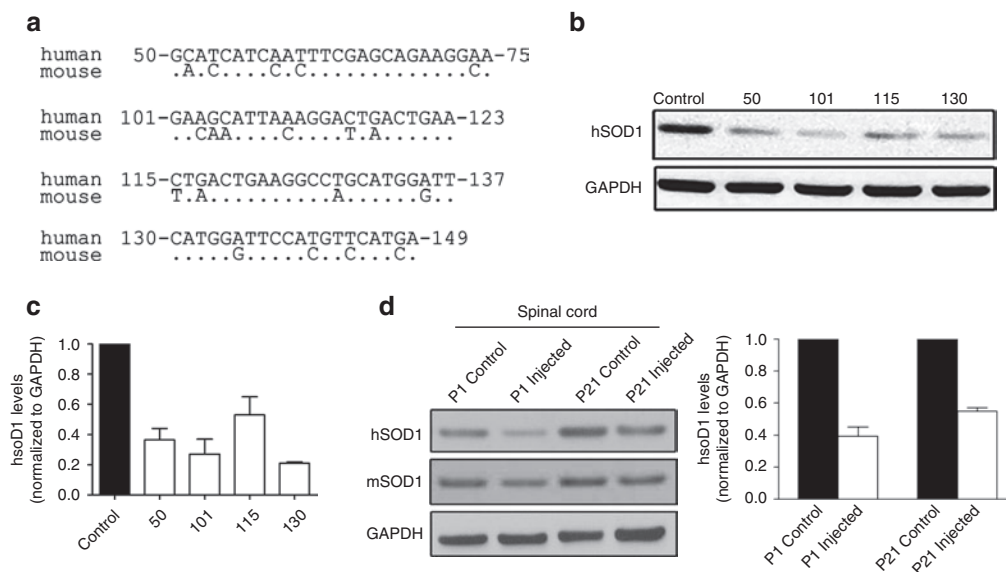 a
human 50-GCATCATCAATTTCGAGCAGAAGGAA-75
mouse .A.C....C.C.............C.
human 101-GAAGCATTAAAGGACTGACTGAA-123
mouse ..CAA....C.....T.A.....
human 115-CTGACTGAAGGCCTGCATGGATT-137
mouse T.A..........A......G..
human 130-CATGGATTCCATGTTCATGA-149
mouse .....G.....C..C...C.
b
Control 50 101 115 130
hSOD1
GAPDH
c
hsoD1 levels
(normalized to GAPDH)
1.0
0.8
0.6
0.4
0.2
0.0
Control 50 101 115 130
d
Spinal cord
P1 Control P1 Injected P21 Control P21 Injected
hSOD1
mSOD1
GAPDH
hsoD1 levels
(normalized to GAPDH)
1.0
0.8
0.6
0.4
0.2
0.0
P1 Control P1 Injected P21 Control P21 Injected